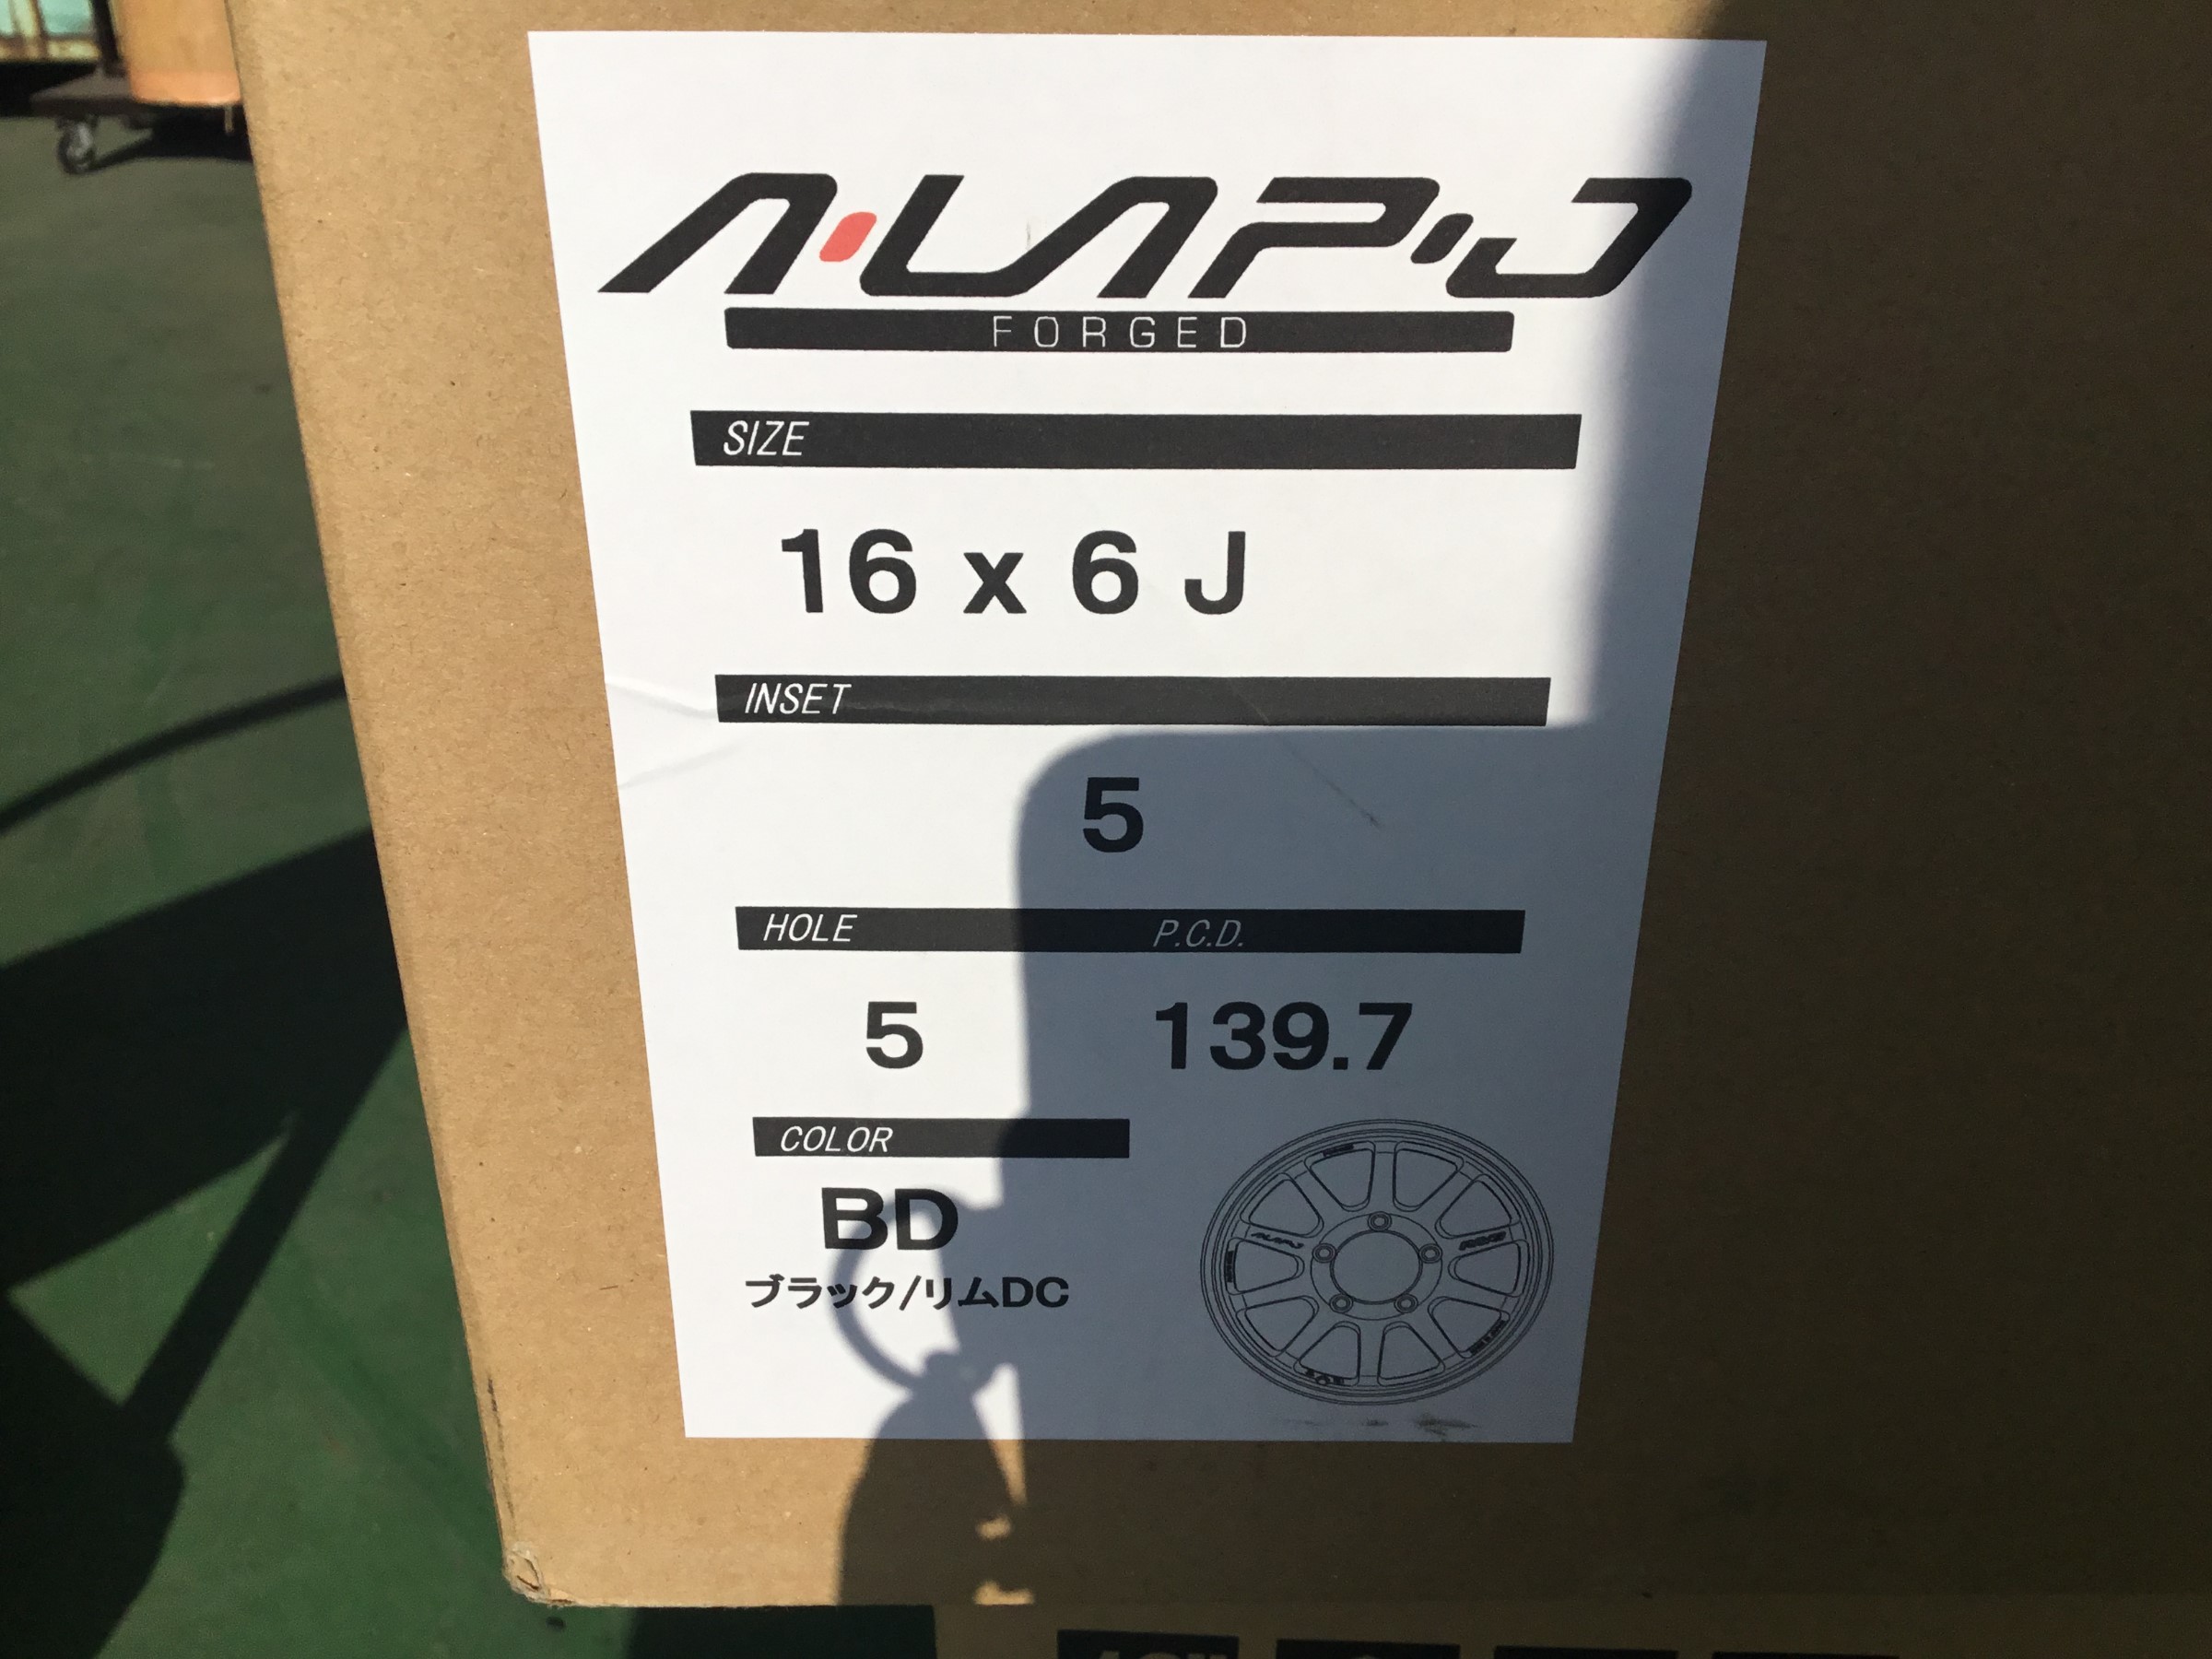 A·LAP·J
FORGED
SIZE
16 x 6 J
INSET
5
HOLE P.C.D.
5 139.7
COLOR
BD
ブラック/リムDC